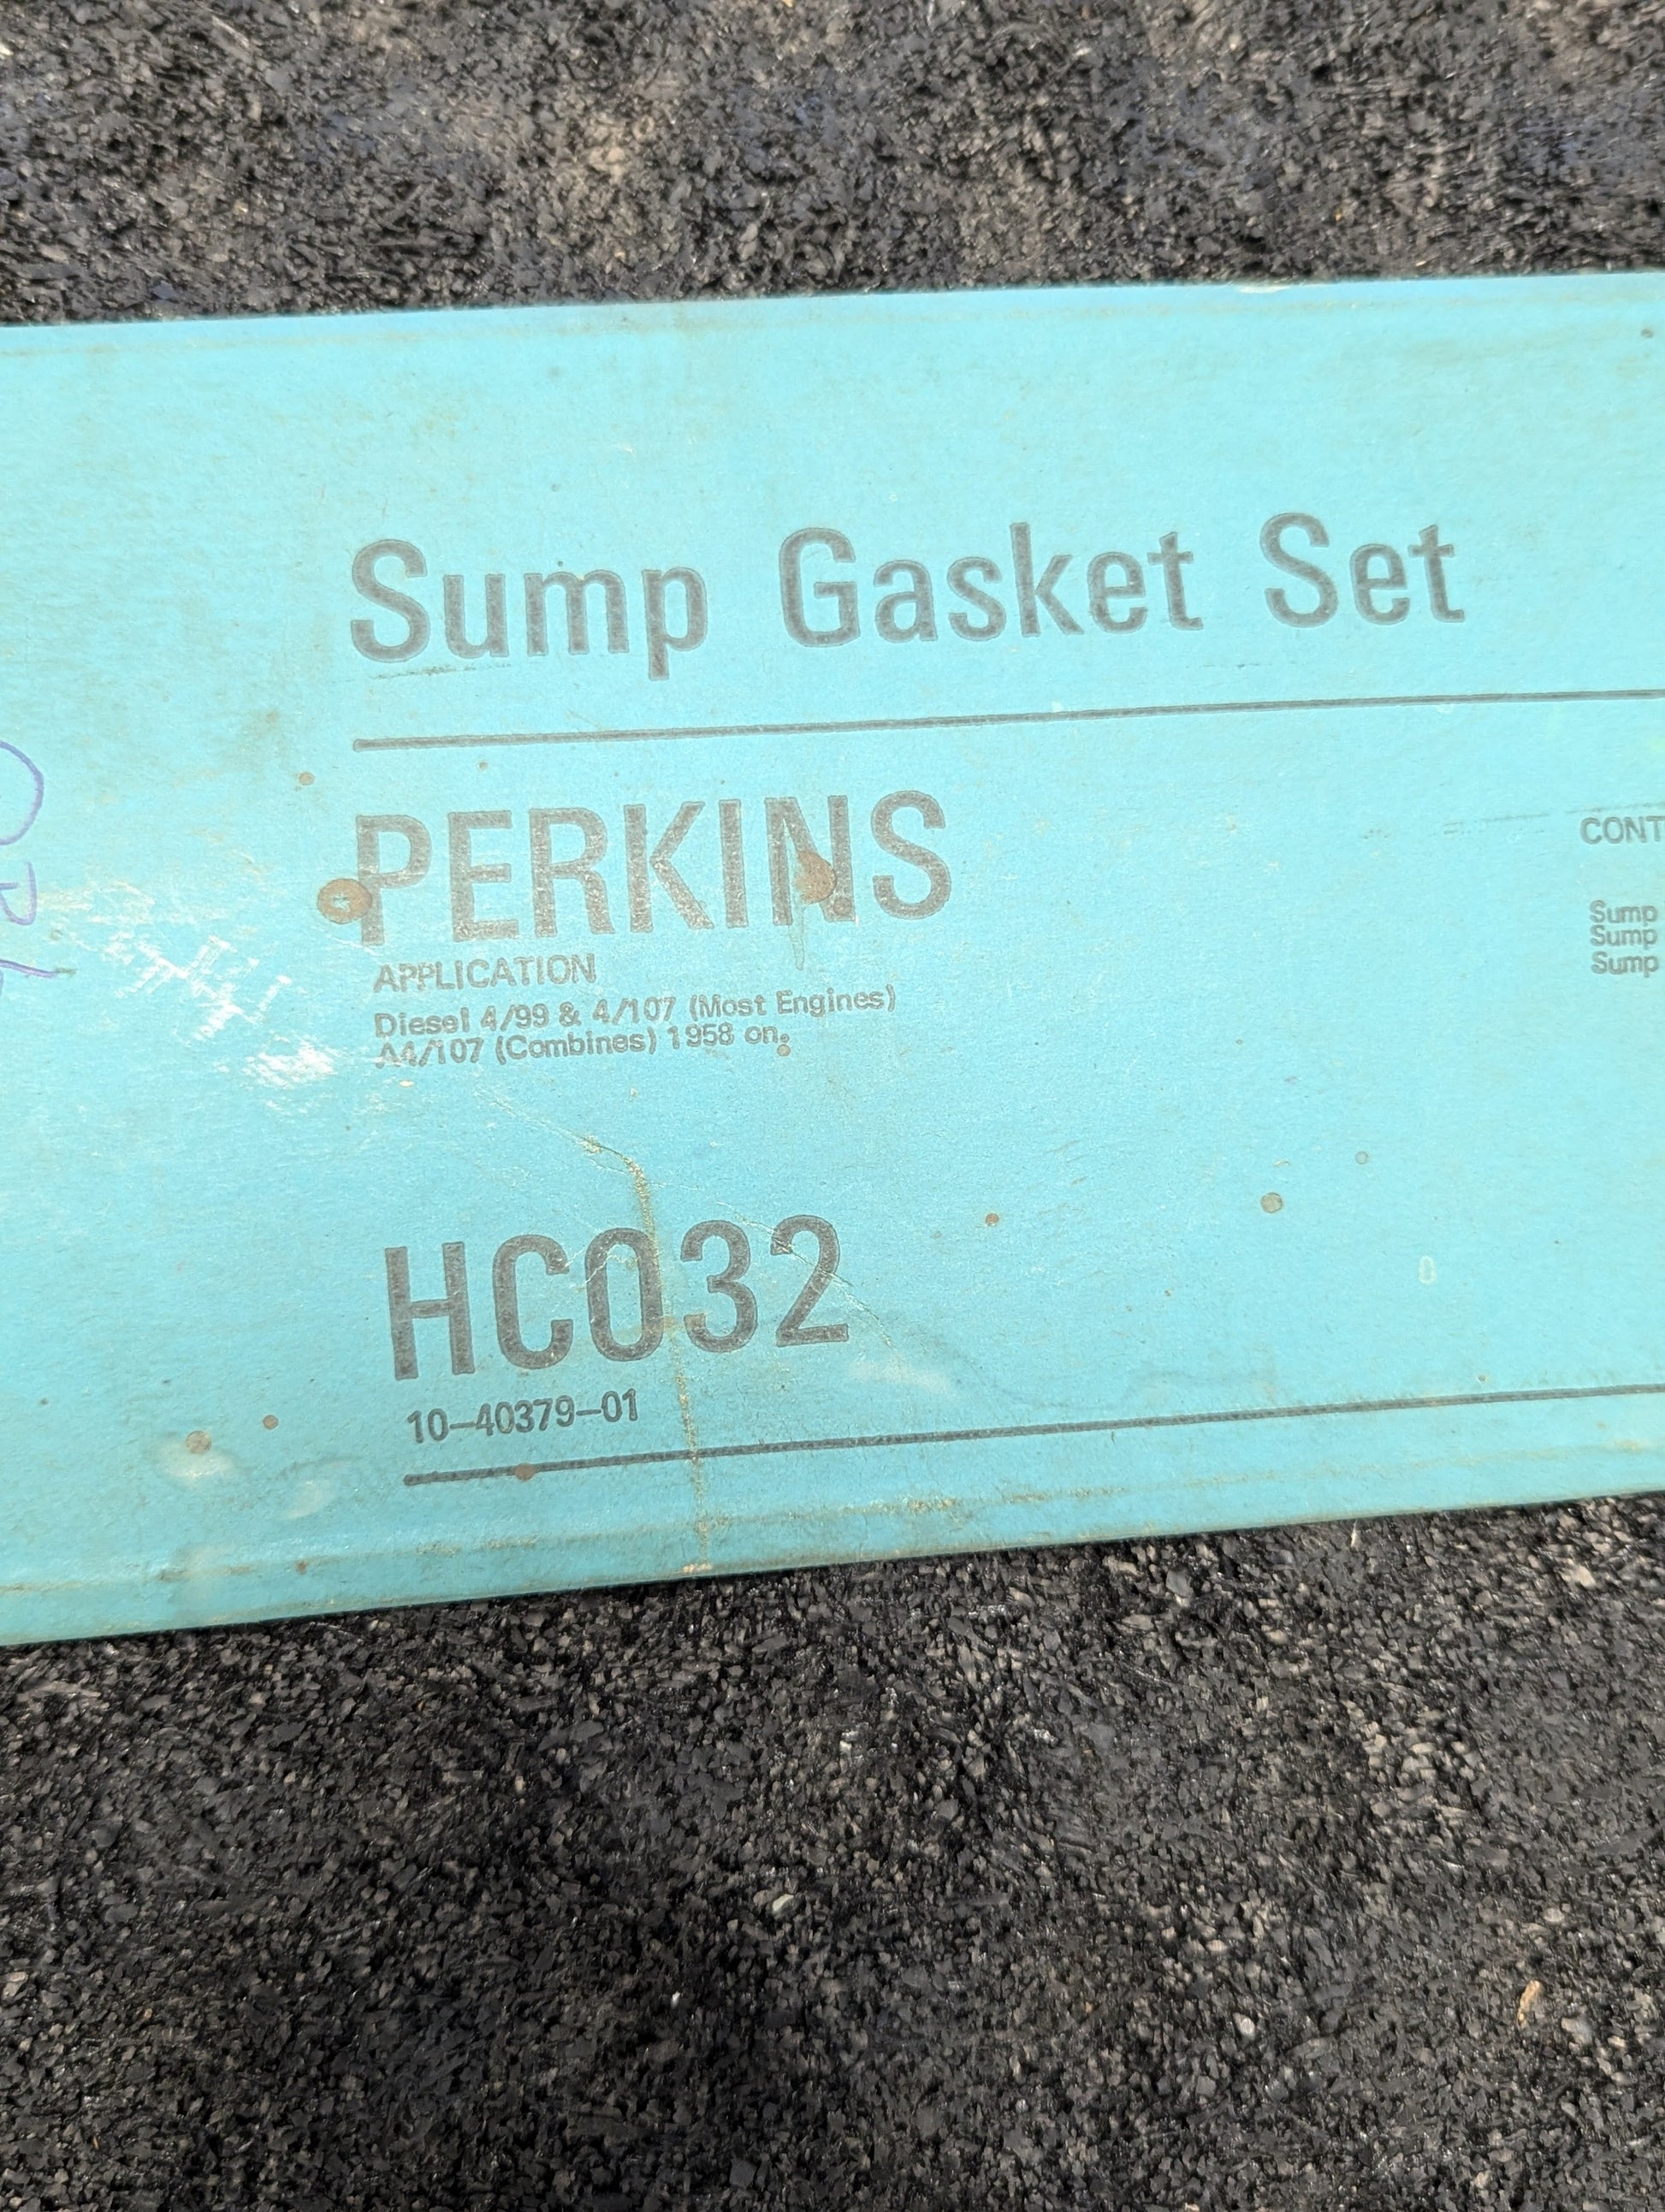 Sump Gasket Set
PERKINS
CONT
APPLICATION
Diesel 4/99 & 4/107 (Most Engines)
A4/107 (Combines) 1958 on.
Sump
Sump
Sump
HC032
10-40379-01